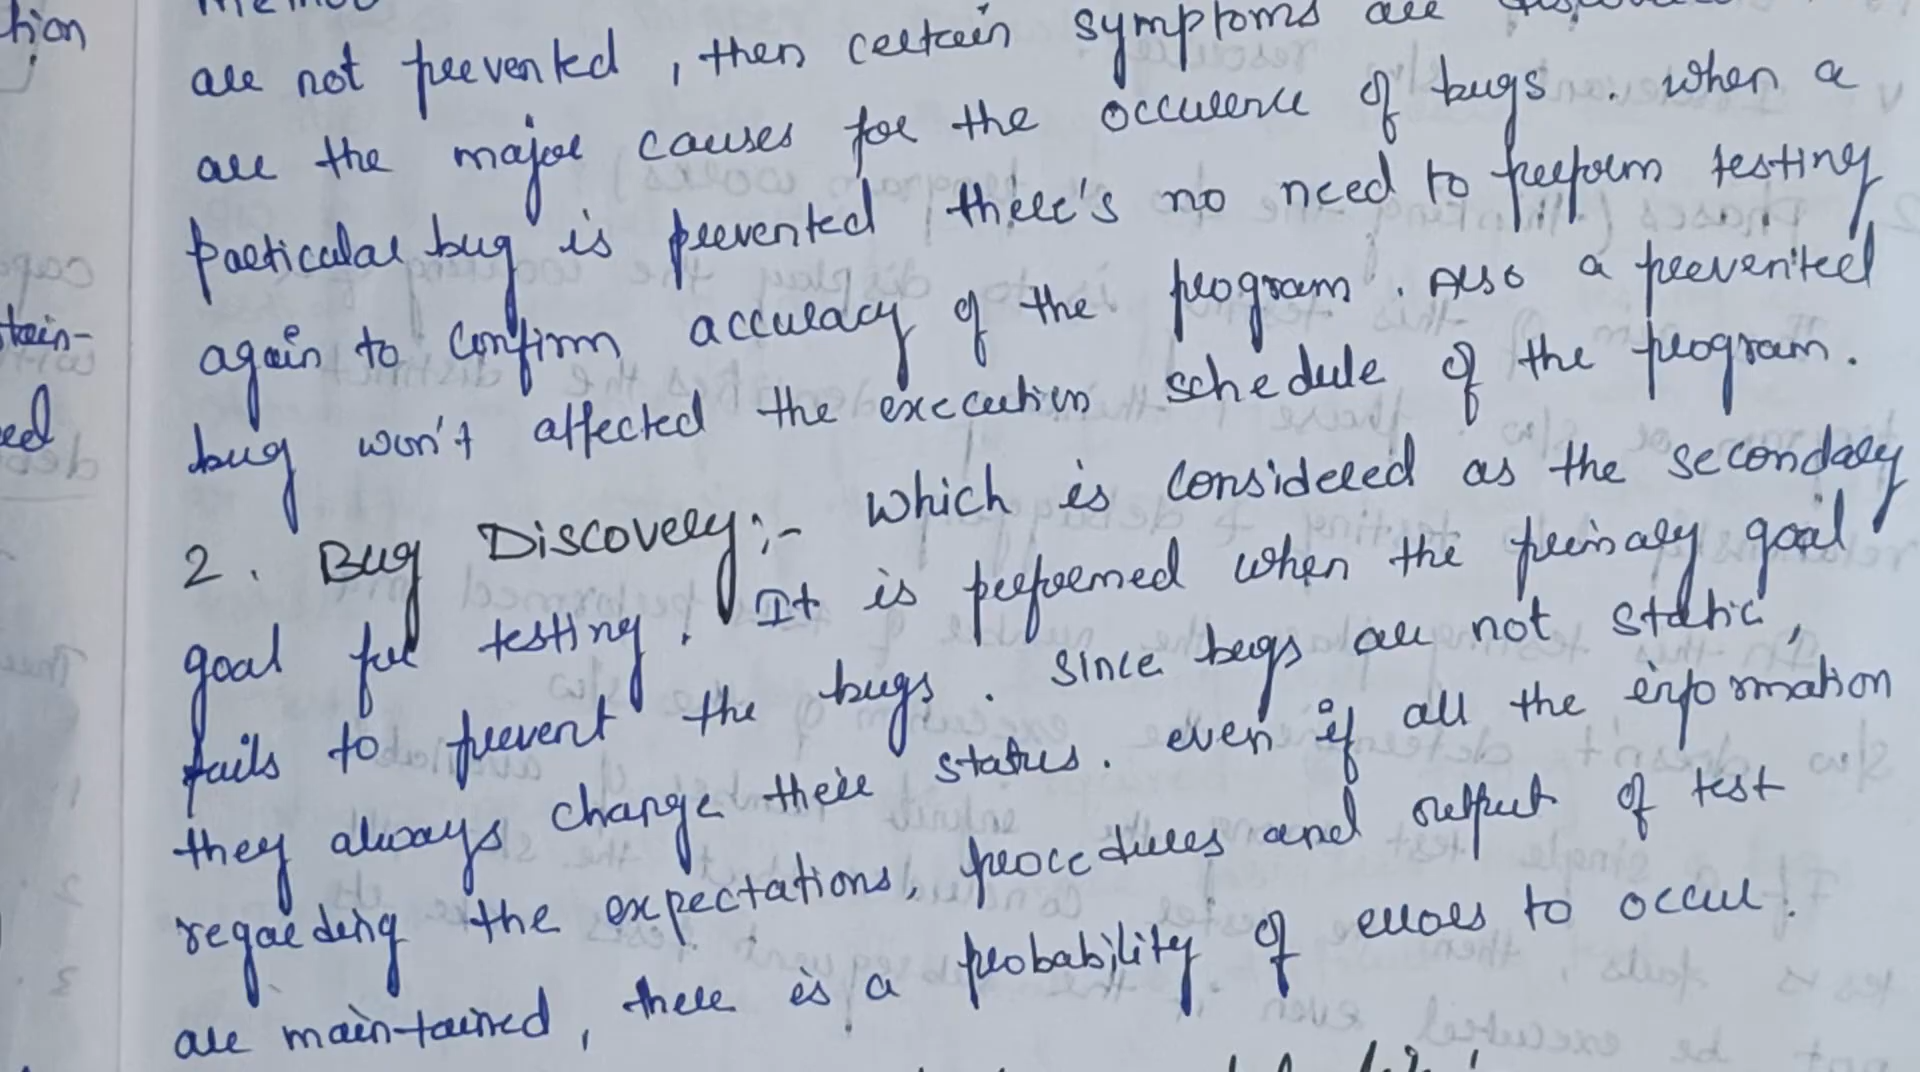 are not prevented, then certain symptoms are
are the major causes for the occurence of bugs. when a
particular bug is prevented there's no need to perform testing
again to confirm accuracy of the program. Also a prevented
bug won't affected the execution schedule of the program.
2. Bug Discovery:- which is considered as the secondary
goal for testing. It is performed when the primary goal
fails to prevent the bugs. since bugs are not static,
they always change their status. even if all the information
regarding the expectations, procedures and output of test
are main-tained, there is a probability of errors to occur.